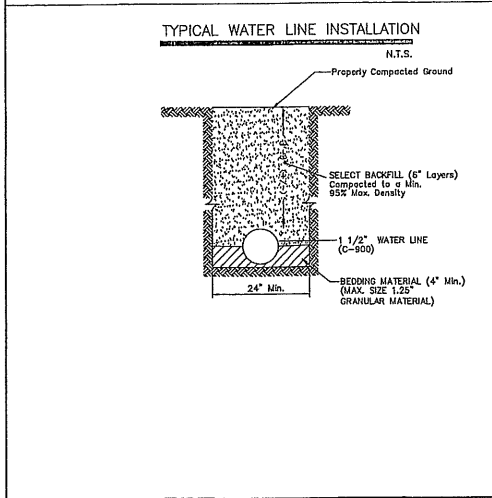 TYPICAL WATER LINE INSTALLATION
N.T.S.
Properly Compacted Ground
SELECT BACKFILL (6" Layers)
Compacted to a Min.
95% Max. Density
1 1/2" WATER LINE
(C-900)
BEDDING MATERIAL (4" Min.)
(MAX. SIZE 1.25"
GRANULAR MATERIAL)
24" Min.